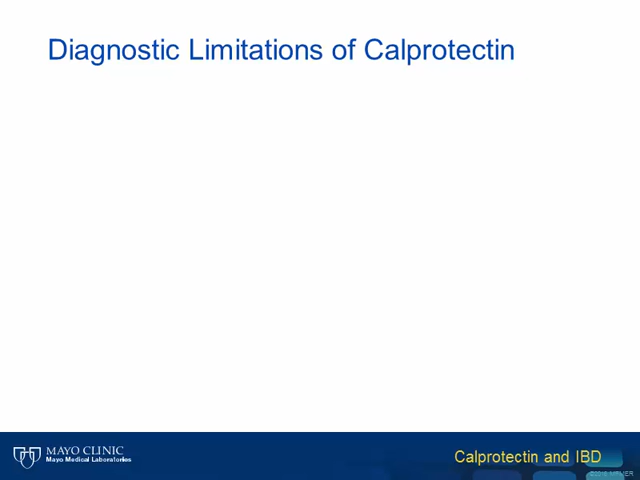 Diagnostic Limitations of Calprotectin
MAYO CLINIC
Mayo Medical Laboratories
Calprotectin and IBD